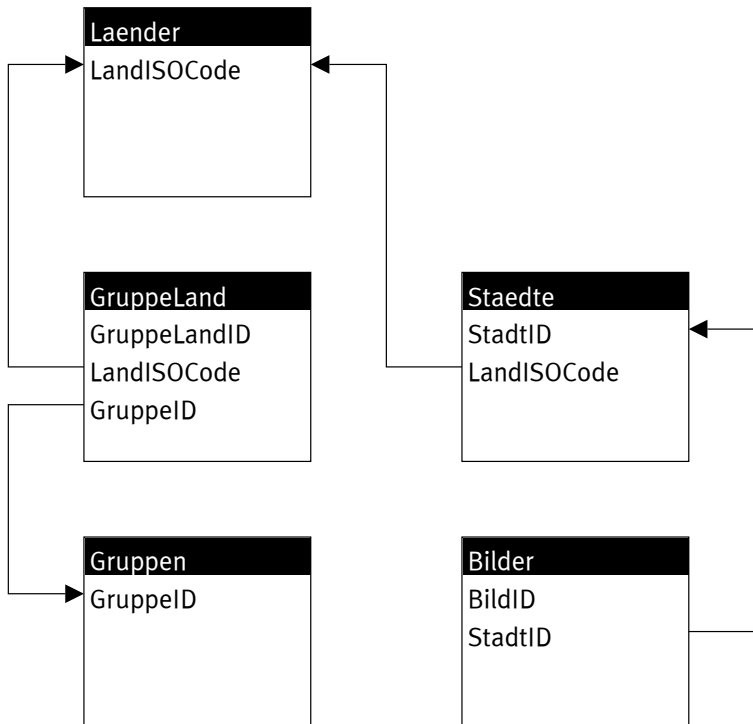 Laender
LandISOCode
GruppeLand
GruppeLandID
LandISOCode
GruppeID
Staedte
StadtID
LandISOCode
Gruppen
GruppeID
Bilder
BildID
StadtID